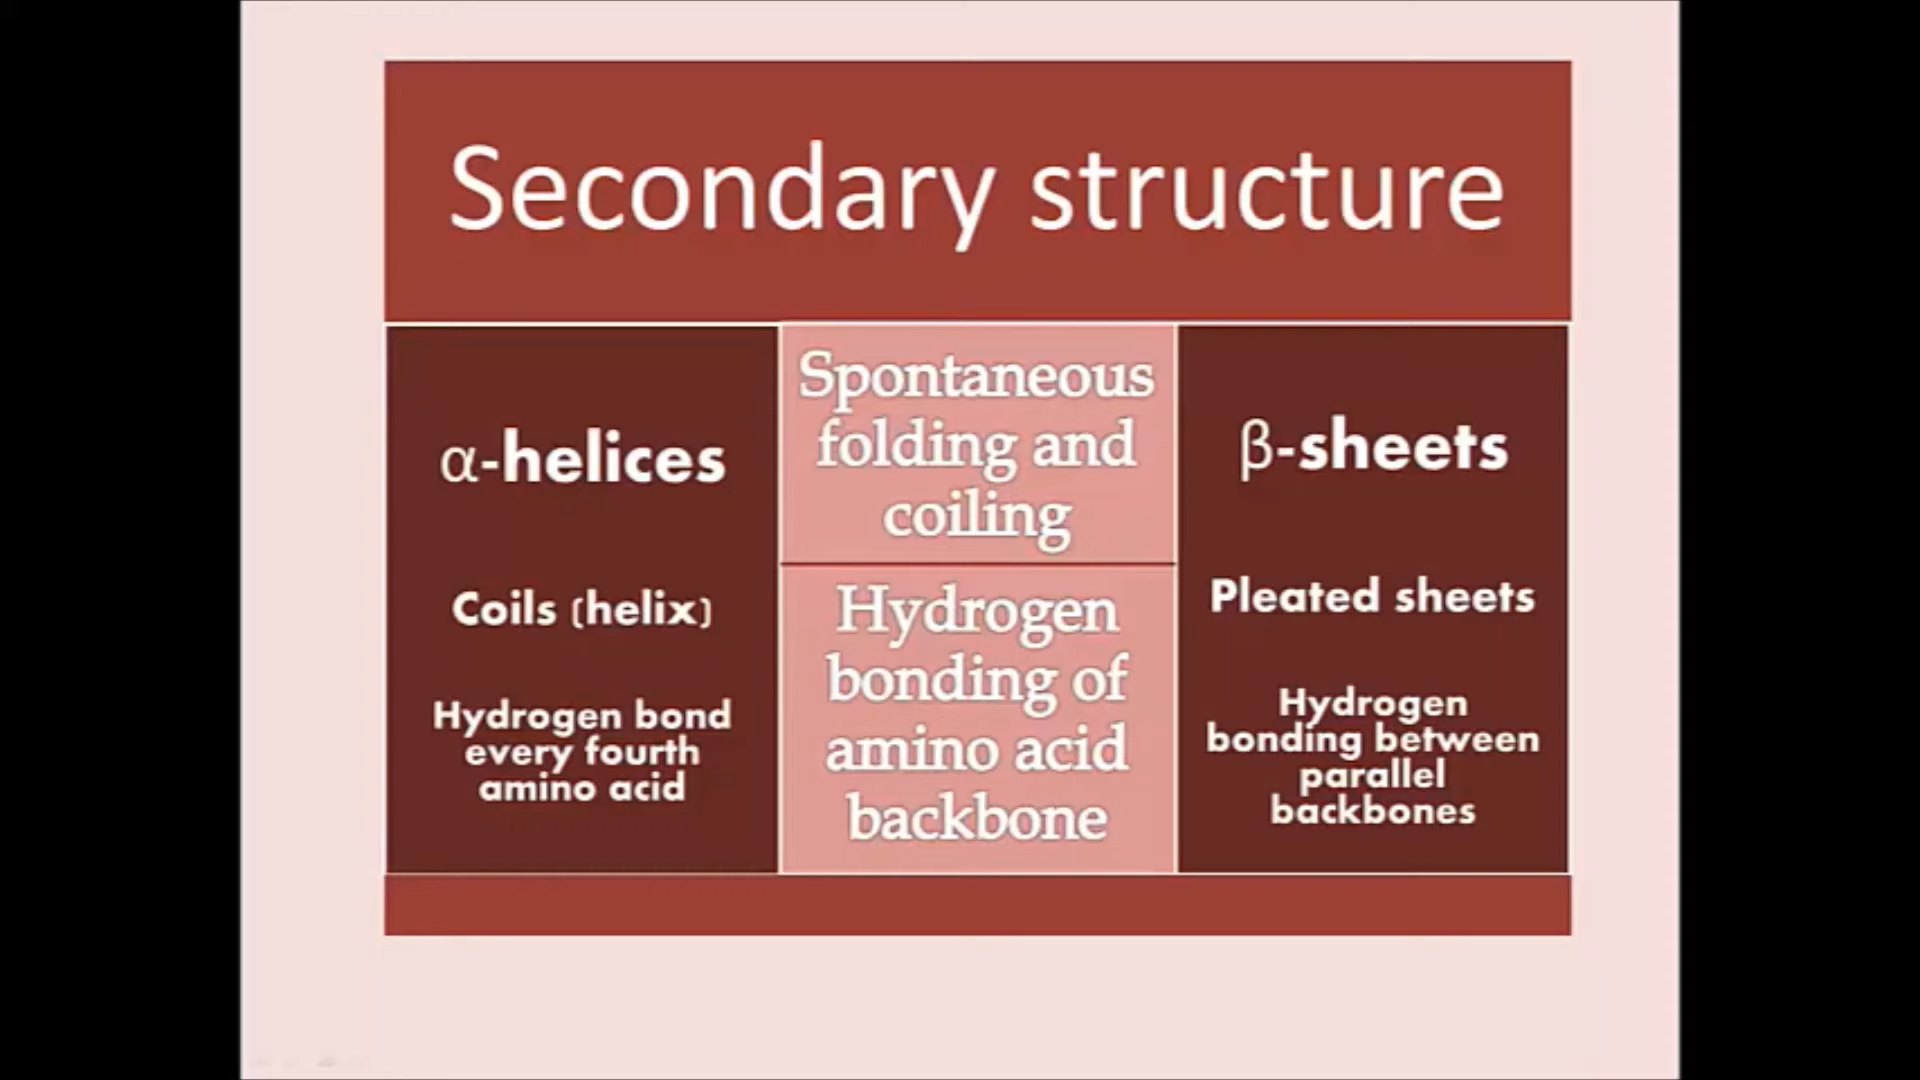 Secondary structure
α-helices
Coils (helix)
Hydrogen bond
every fourth
amino acid
Spontaneous
folding and
coiling
Hydrogen
bonding of
amino acid
backbone
β-sheets
Pleated sheets
Hydrogen
bonding between
parallel
backbones